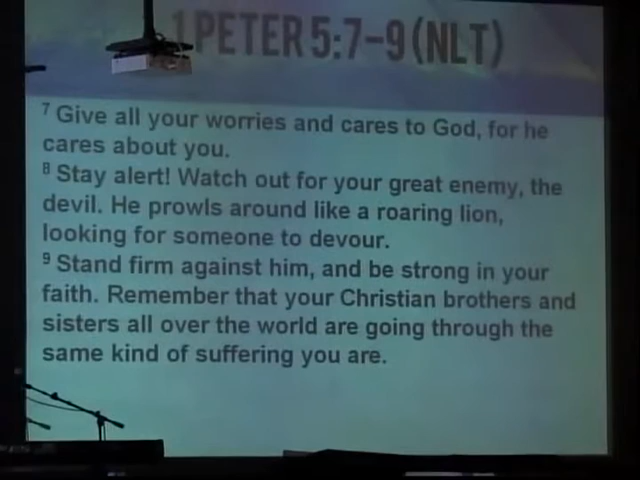 1 PETER 5:7-9 (NLT)
7 Give all your worries and cares to God, for he
cares about you.
8 Stay alert! Watch out for your great enemy, the
devil. He prowls around like a roaring lion,
looking for someone to devour.
9 Stand firm against him, and be strong in your
faith. Remember that your Christian brothers and
sisters all over the world are going through the
same kind of suffering you are.